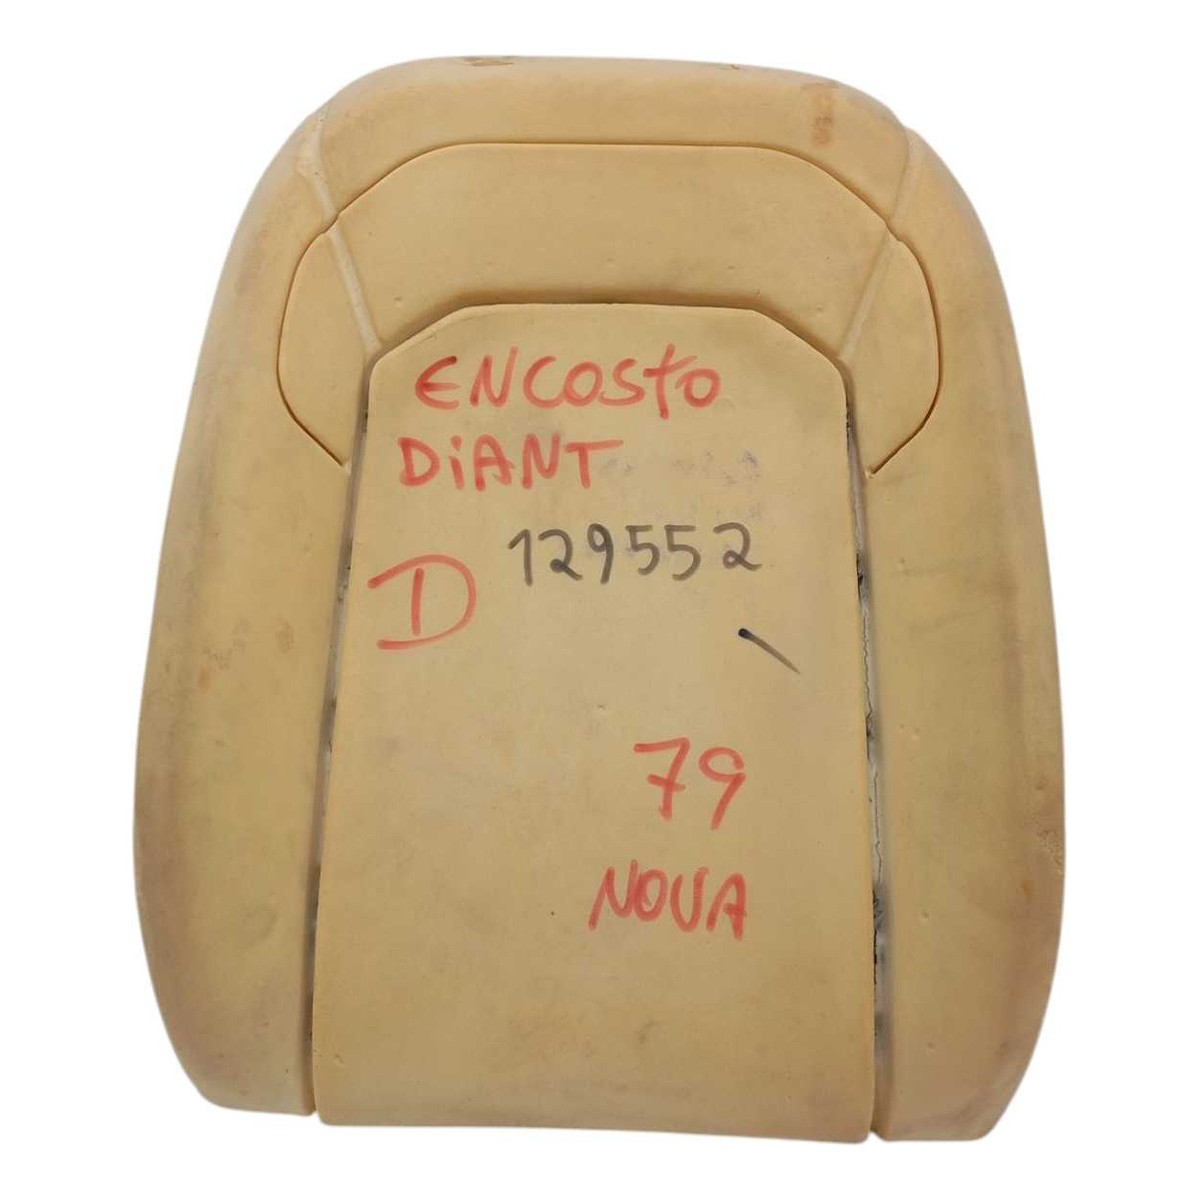 ENCOSTO
DIANT
129552
D
79
NOVA